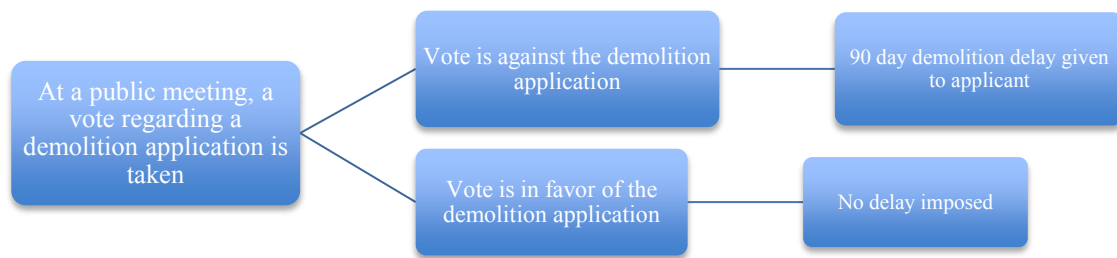 At a public meeting, a
vote regarding a
demolition application is
taken
Vote is against the demolition
application
90 day demolition delay given
to applicant
Vote is in favor of the
demolition application
No delay imposed